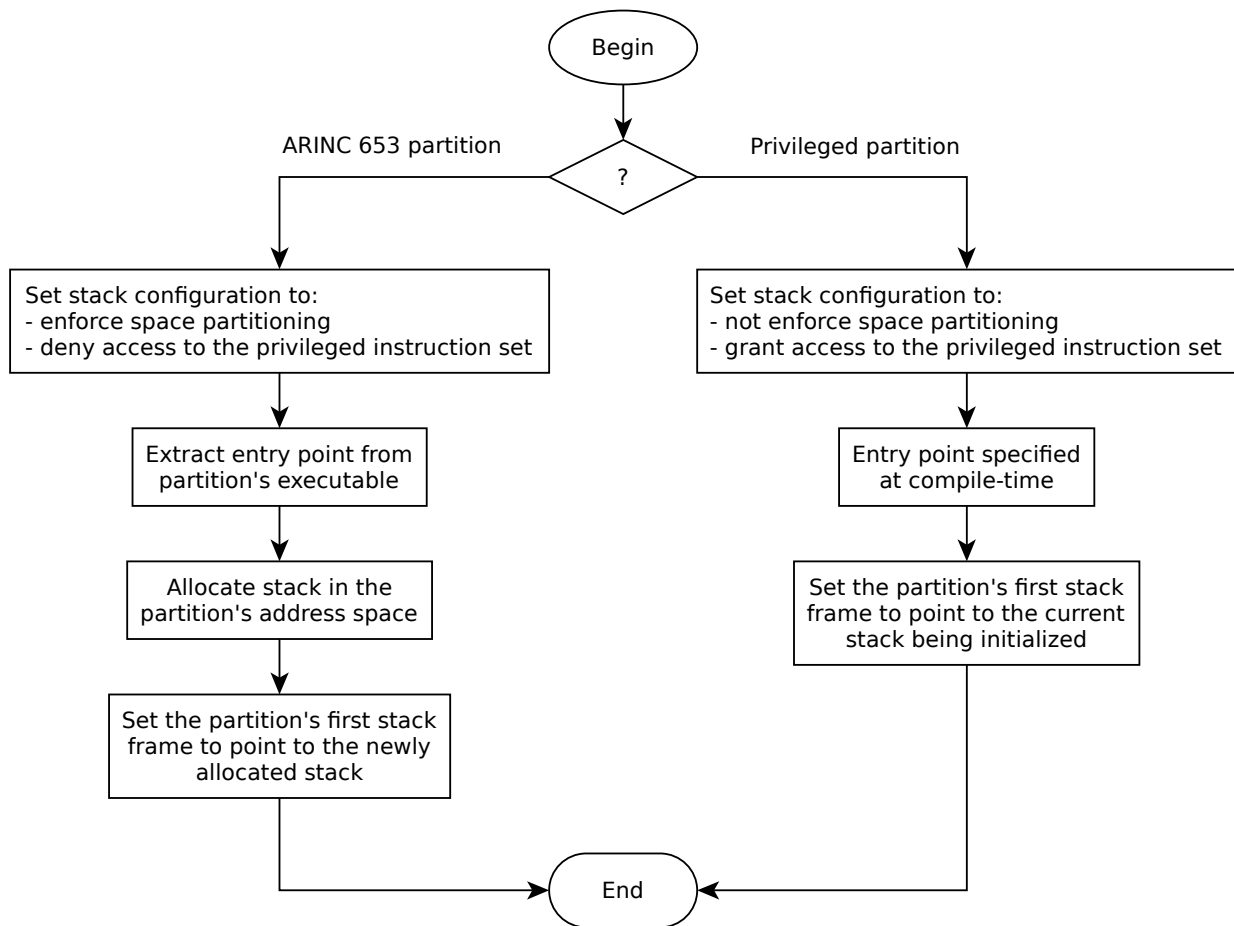 Begin
ARINC 653 partition
Privileged partition
?
Set stack configuration to:
- enforce space partitioning
- deny access to the privileged instruction set
Set stack configuration to:
- not enforce space partitioning
- grant access to the privileged instruction set
Extract entry point from
partition's executable
Entry point specified
at compile-time
Allocate stack in the
partition's address space
Set the partition's first stack
frame to point to the current
stack being initialized
Set the partition's first stack
frame to point to the newly
allocated stack
End